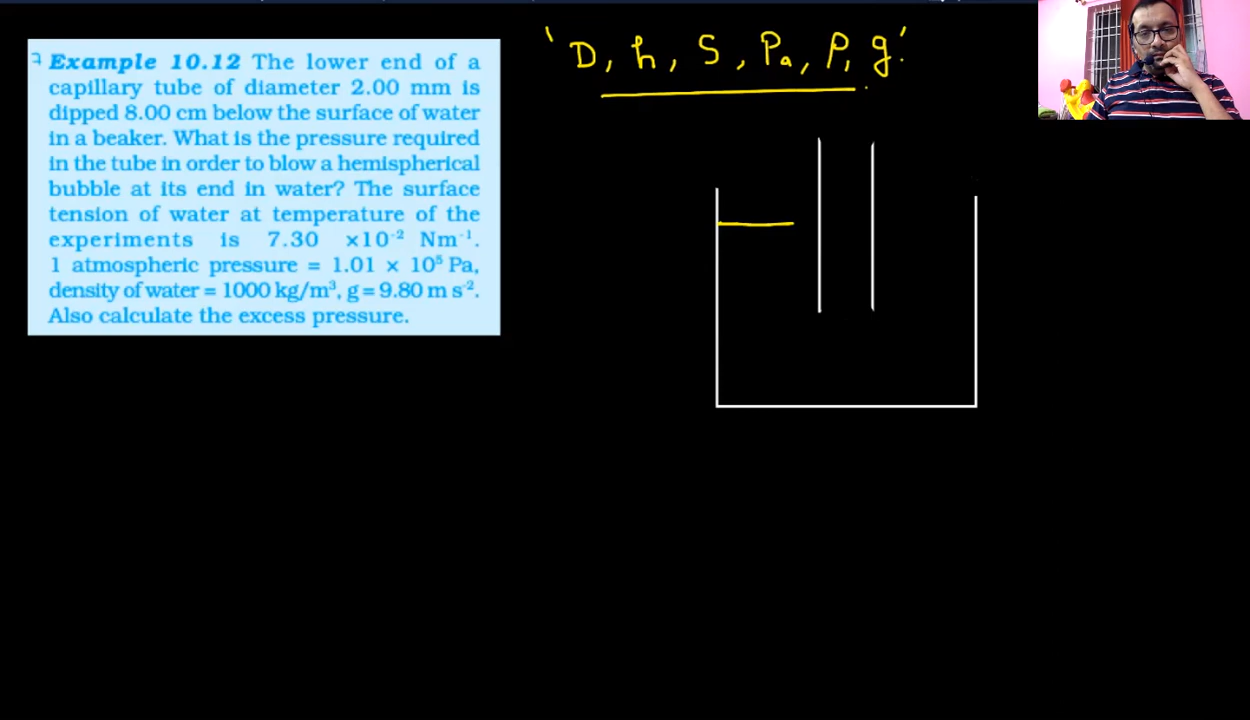 Example 10.12 The lower end of a
capillary tube of diameter 2.00 mm is
dipped 8.00 cm below the surface of water
in a beaker. What is the pressure required
in the tube in order to blow a hemispherical
bubble at its end in water? The surface
tension of water at temperature of the
experiments is 7.30 ×10⁻² Nm⁻¹.
1 atmospheric pressure = 1.01 × 10⁵ Pa,
density of water = 1000 kg/m³, g = 9.80 m s⁻².
Also calculate the excess pressure.
'D, h, S, Pa, ρ, g'.